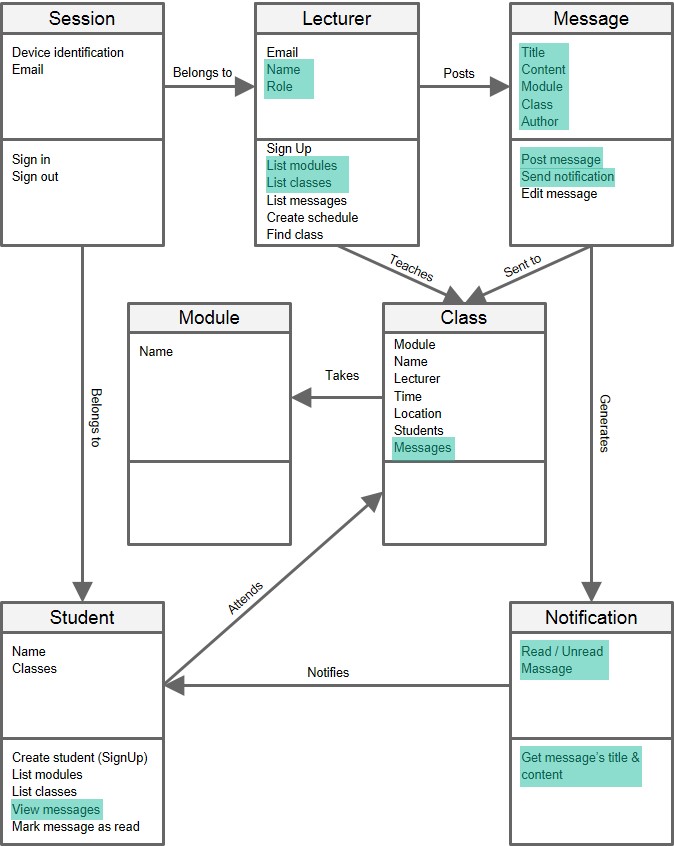 Session
Device identification
Email
Sign in
Sign out
Belongs to
Lecturer
Email
Name
Role
Sign Up
List modules
List classes
List messages
Create schedule
Find class
Posts
Message
Title
Content
Module
Class
Author
Post message
Send notification
Edit message
Teaches
Sent to
Belongs to
Module
Name
Takes
Class
Module
Name
Lecturer
Time
Location
Students
Messages
Generates
Attends
Student
Name
Classes
Create student (SignUp)
List modules
List classes
View messages
Mark message as read
Notifies
Notification
Read / Unread
Massage
Get message's title &
content